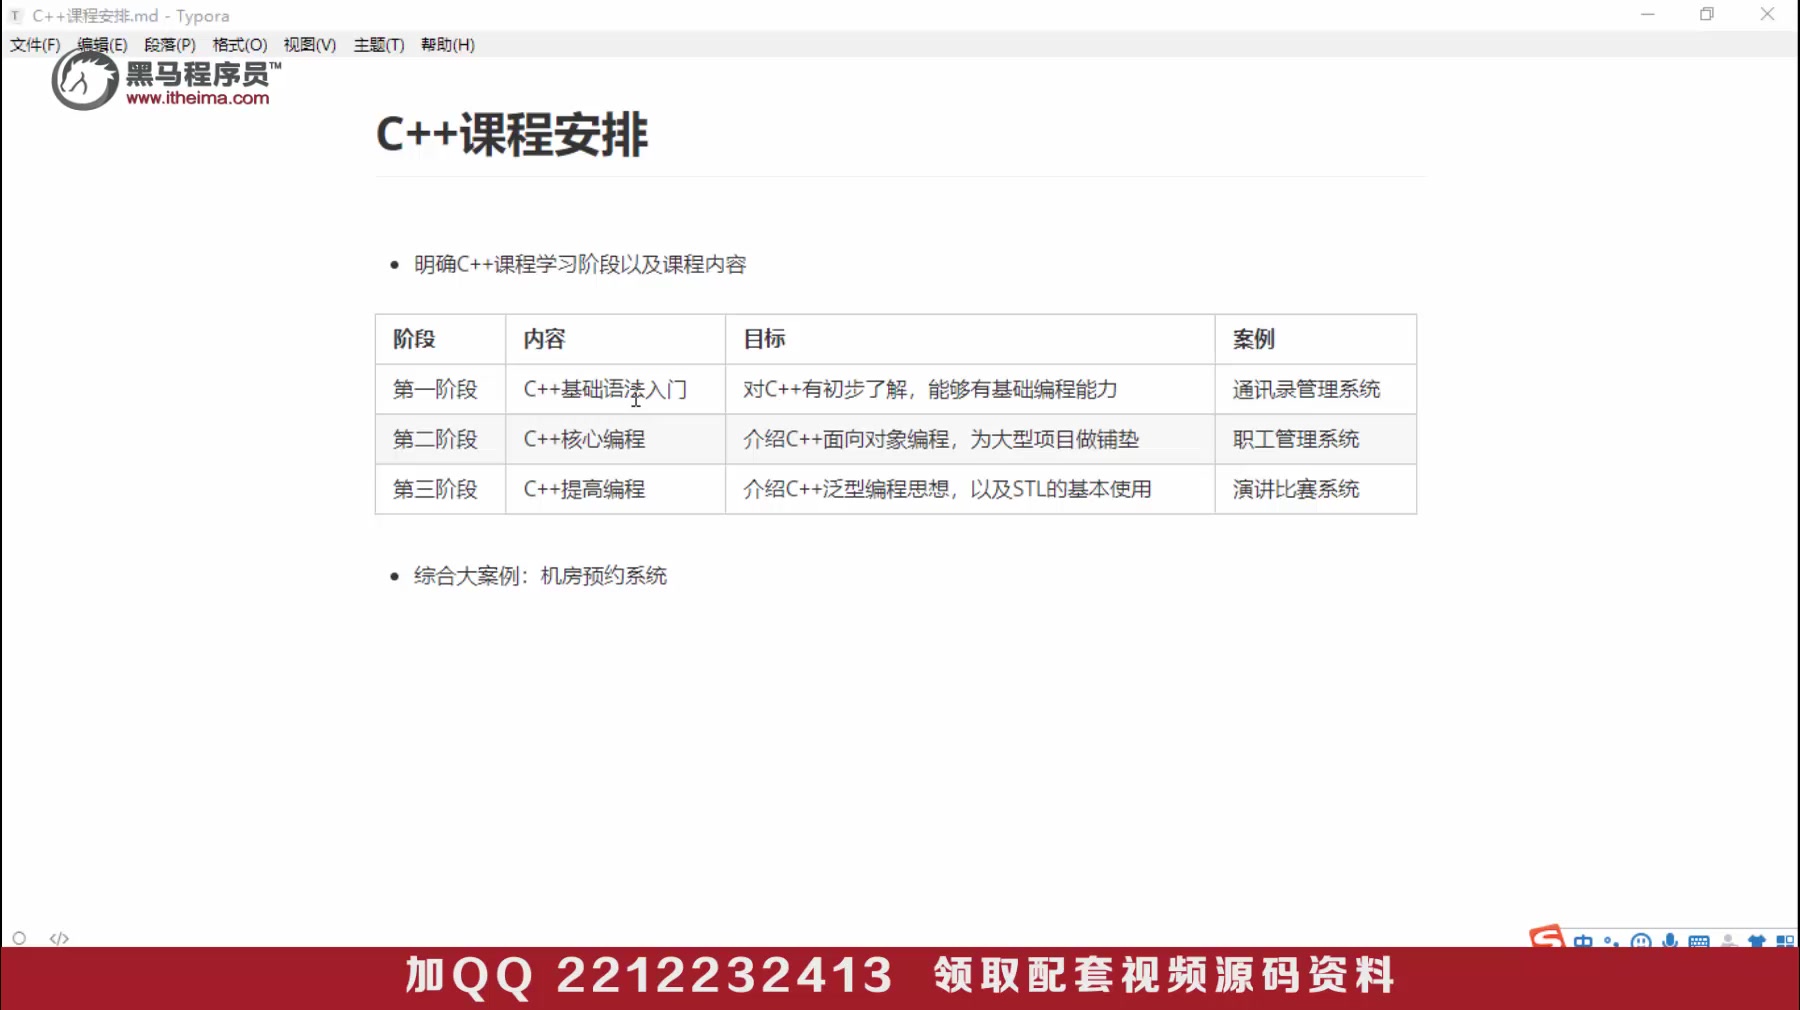 C++课程安排.md - Typora
文件(F) 编辑(E) 段落(P) 格式(O) 视图(V) 主题(T) 帮助(H)
黑马程序员™
www.itheima.com
C++课程安排
明确C++课程学习阶段以及课程内容
阶段 内容 目标 案例
第一阶段 C++基础语法入门 对C++有初步了解，能够有基础编程能力 通讯录管理系统
第二阶段 C++核心编程 介绍C++面向对象编程，为大型项目做铺垫 职工管理系统
第三阶段 C++提高编程 介绍C++泛型编程思想，以及STL的基本使用 演讲比赛系统
综合大案例：机房预约系统
</>
中
加QQ 2212232413 领取配套视频源码资料